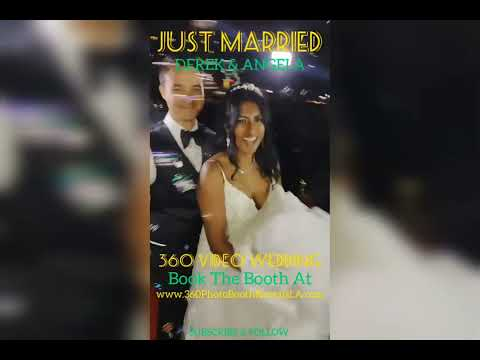 JUST MARRIED
DEREK & ANGELA
360 VIDEO WEDDING
Book The Booth At
SUBSCRIBE & FOLLOW